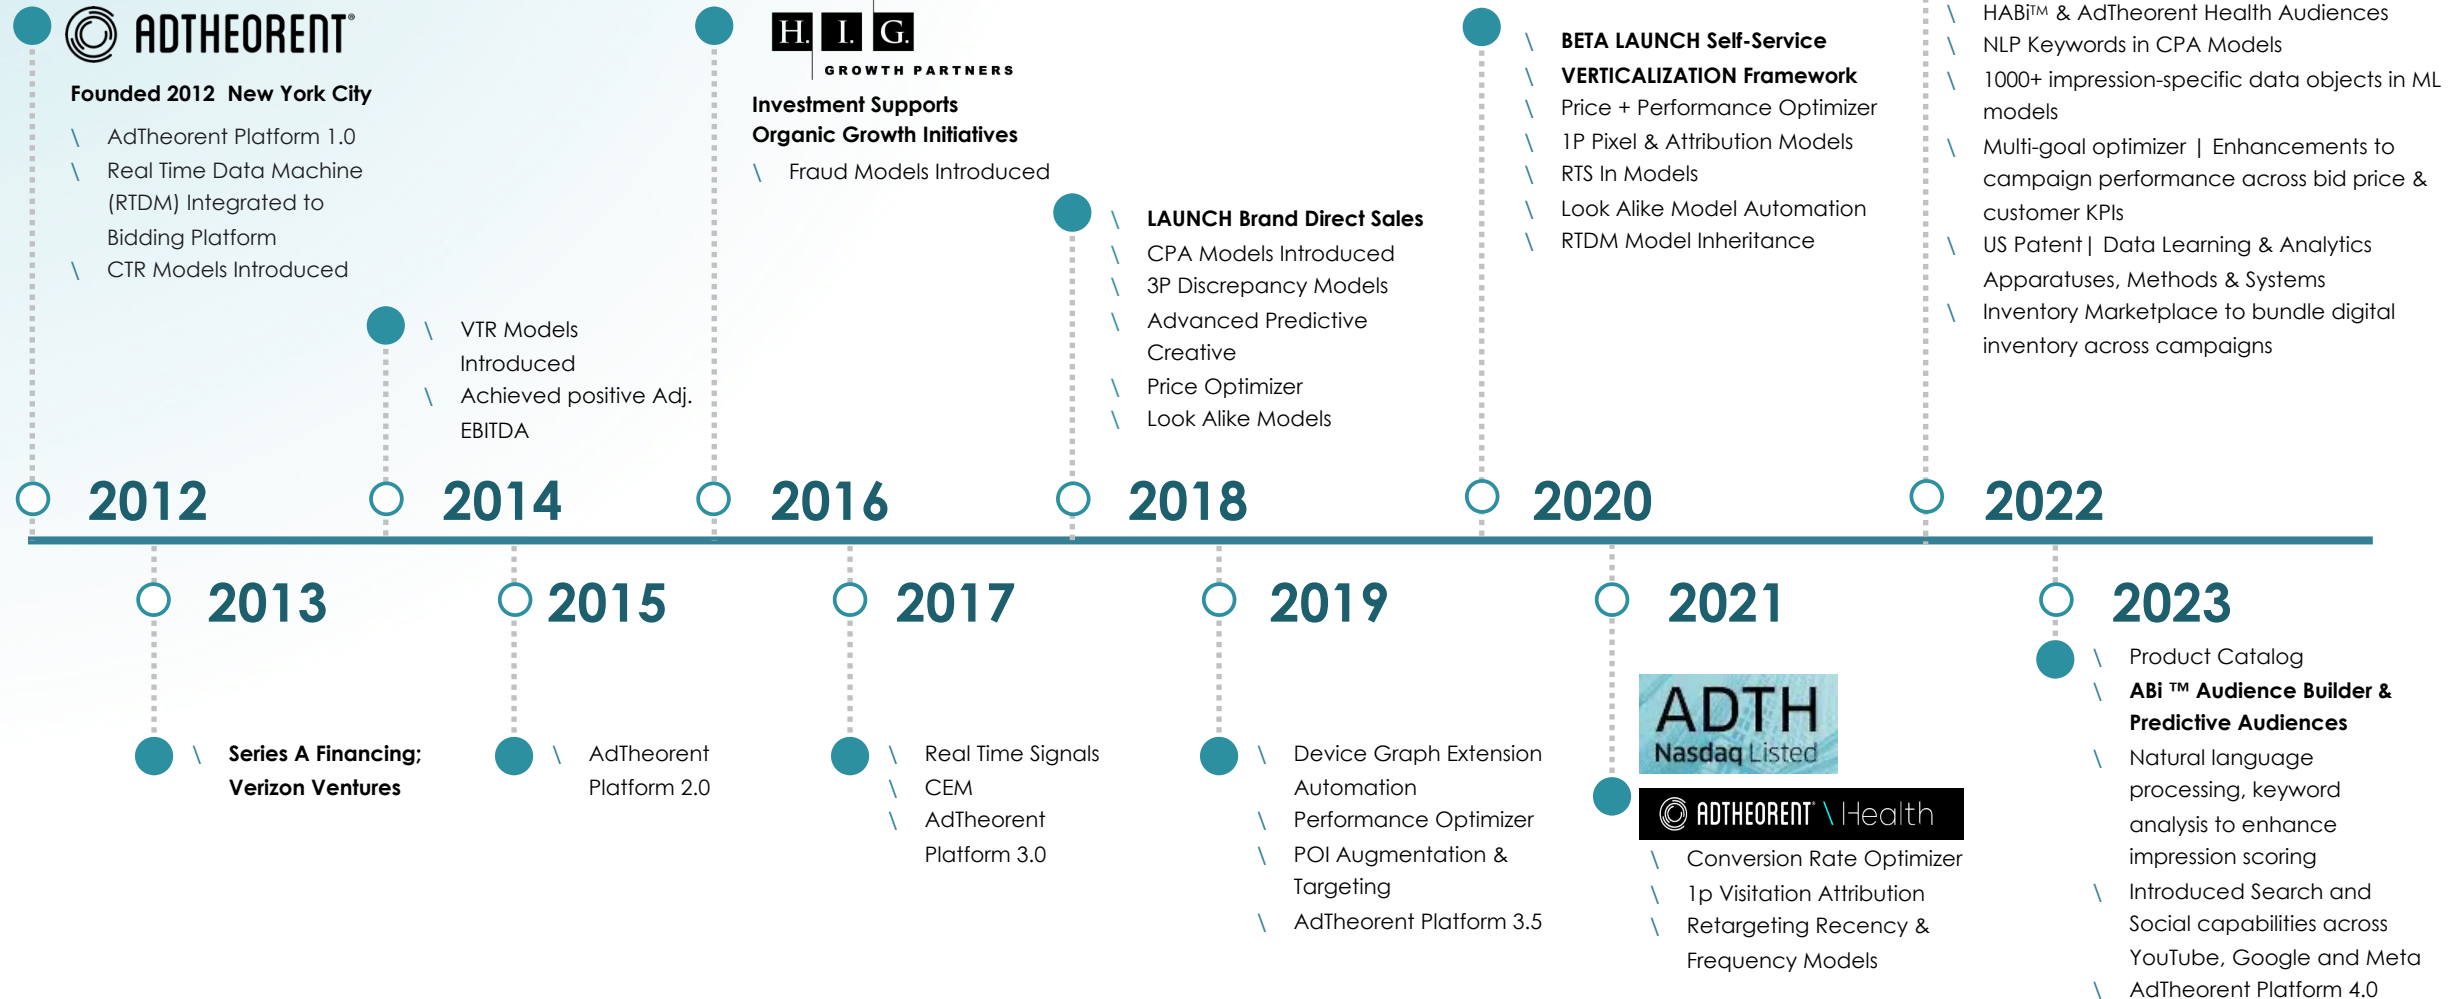 ADTHEORENT®
Founded 2012 New York City
\ AdTheorent Platform 1.0
\ Real Time Data Machine
(RTDM) Integrated to
Bidding Platform
\ CTR Models Introduced
2012
2013
\ Series A Financing;
Verizon Ventures
\ VTR Models
Introduced
\ Achieved positive Adj.
EBITDA
2014
2015
\ AdTheorent
Platform 2.0
H. I. G.
GROWTH PARTNERS
Investment Supports
Organic Growth Initiatives
\ Fraud Models Introduced
2016
2017
\ Real Time Signals
\ CEM
\ AdTheorent
Platform 3.0
\ LAUNCH Brand Direct Sales
\ CPA Models Introduced
\ 3P Discrepancy Models
\ Advanced Predictive
Creative
\ Price Optimizer
\ Look Alike Models
2018
2019
\ Device Graph Extension
Automation
\ Performance Optimizer
\ POI Augmentation &
Targeting
\ AdTheorent Platform 3.5
\ BETA LAUNCH Self-Service
\ VERTICALIZATION Framework
\ Price + Performance Optimizer
\ 1P Pixel & Attribution Models
\ RTS In Models
\ Look Alike Model Automation
\ RTDM Model Inheritance
2020
2021
ADTH
Nasdaq Listed
ADTHEORENT® \ Health
\ Conversion Rate Optimizer
\ 1p Visitation Attribution
\ Retargeting Recency &
Frequency Models
\ HABi™ & AdTheorent Health Audiences
\ NLP Keywords in CPA Models
\ 1000+ impression-specific data objects in ML
models
\ Multi-goal optimizer | Enhancements to
campaign performance across bid price &
customer KPIs
\ US Patent| Data Learning & Analytics
Apparatuses, Methods & Systems
\ Inventory Marketplace to bundle digital
inventory across campaigns
2022
2023
\ Product Catalog
\ ABi ™ Audience Builder &
Predictive Audiences
\ Natural language
processing, keyword
analysis to enhance
impression scoring
\ Introduced Search and
Social capabilities across
YouTube, Google and Meta
\ AdTheorent Platform 4.0